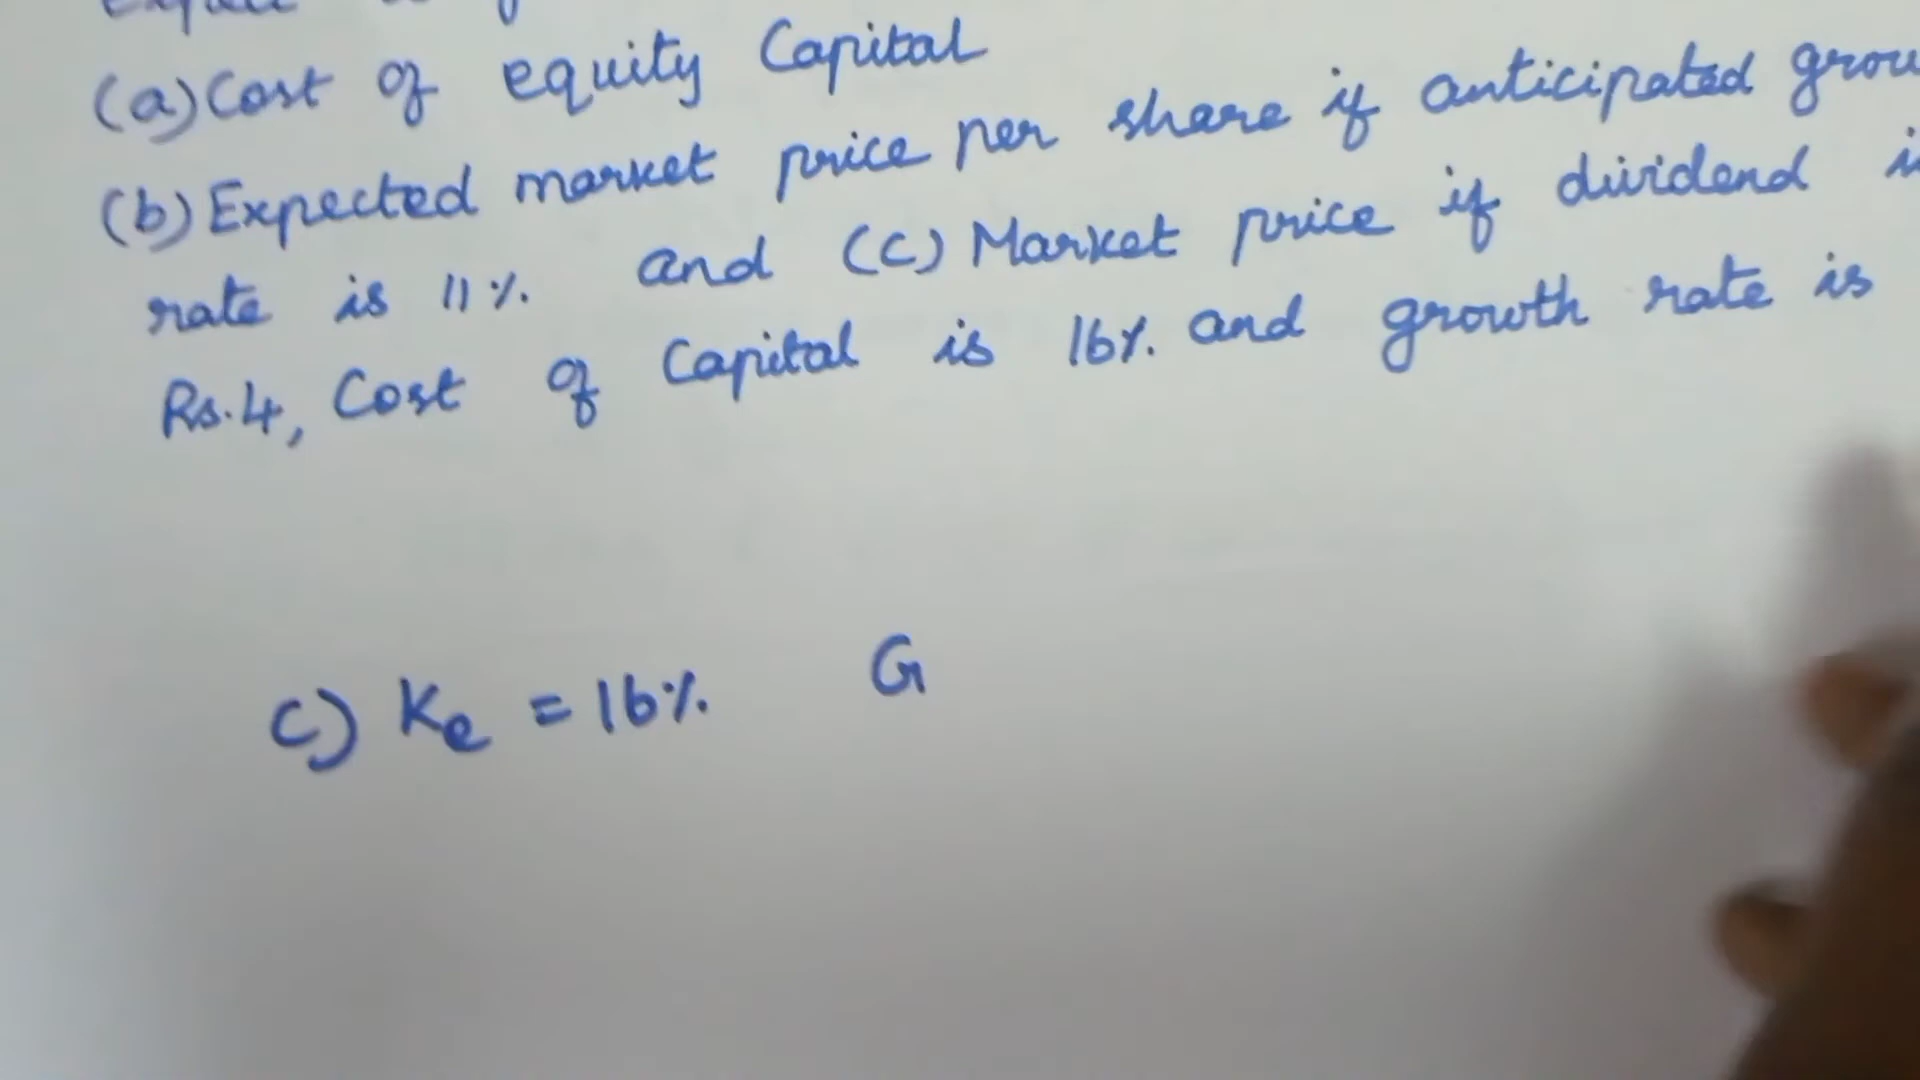 (a) Cost of equity Capital
(b) Expected market price per share if anticipated grow
rate is 11% and (C) Market price if dividend is
Rs.4, Cost of Capital is 16% and growth rate is
C) Ke = 16% G